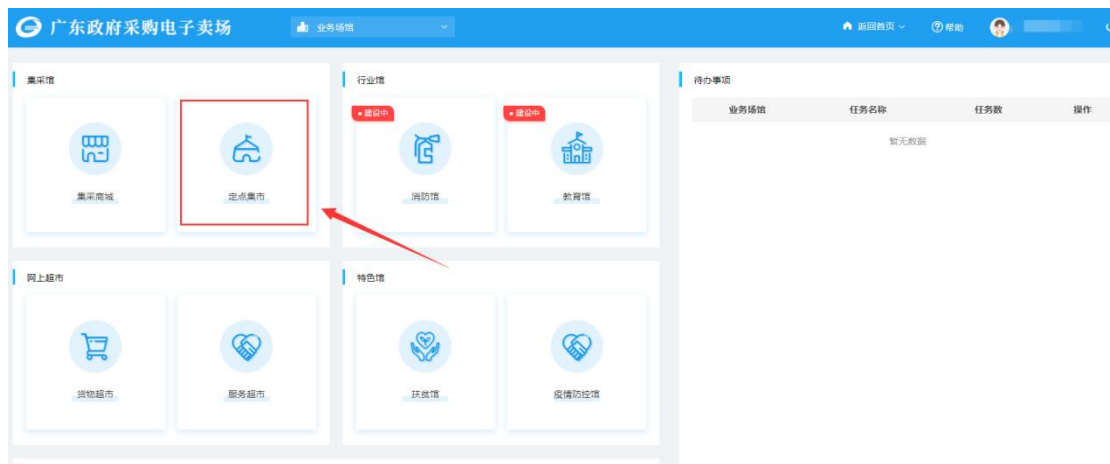 广东政府采购电子卖场
业务场馆
返回首页
帮助
集采馆
集采商城
定点集市
行业馆
建设中
消防馆
建设中
教育馆
待办事项
业务场馆 任务名称 任务数 操作
暂无数据
网上超市
货物超市
服务超市
特色馆
扶贫馆
疫情防控馆